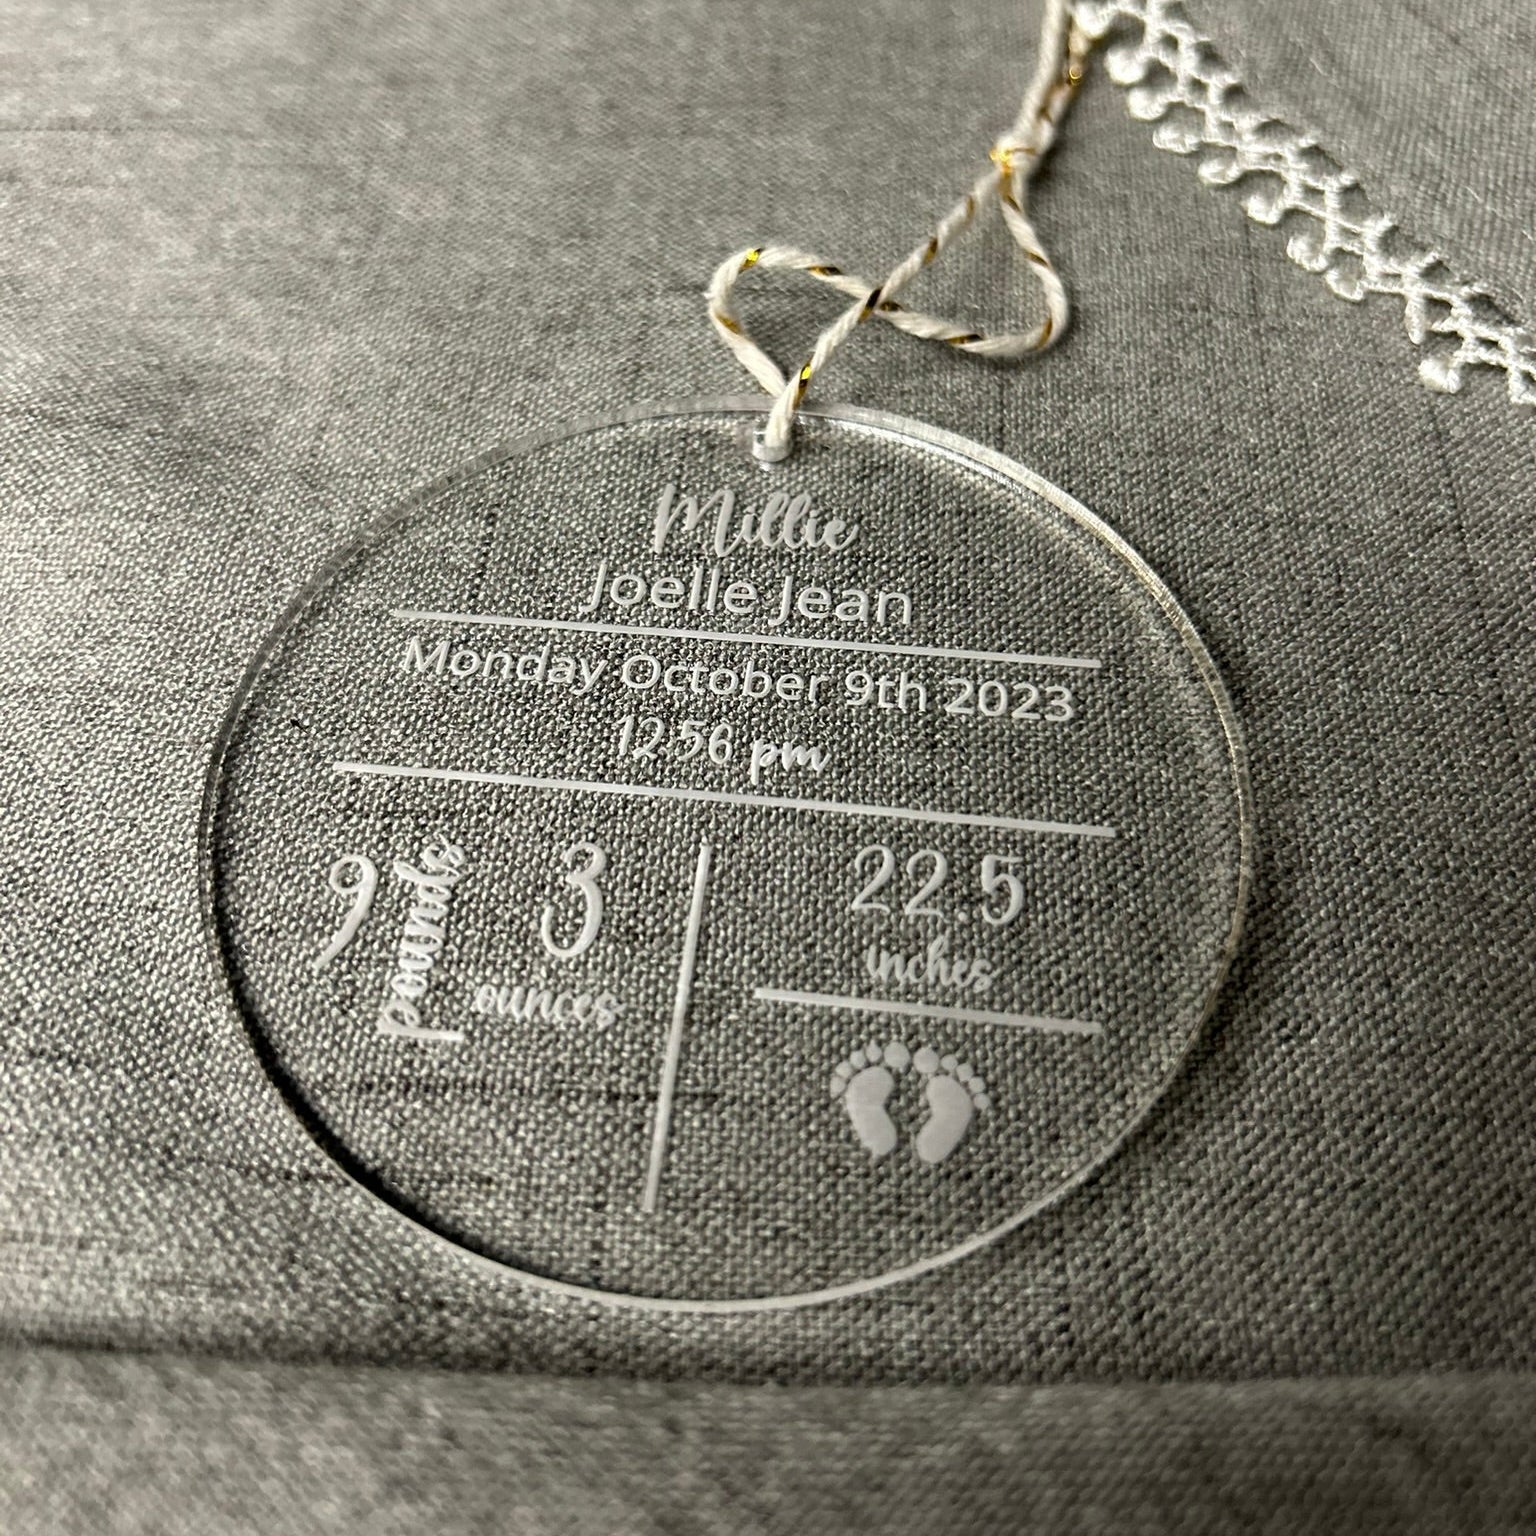 Millie
Joelle Jean
Monday October 9th 2023
12 56 pm
9 pounds
3
ounces
22.5
inches